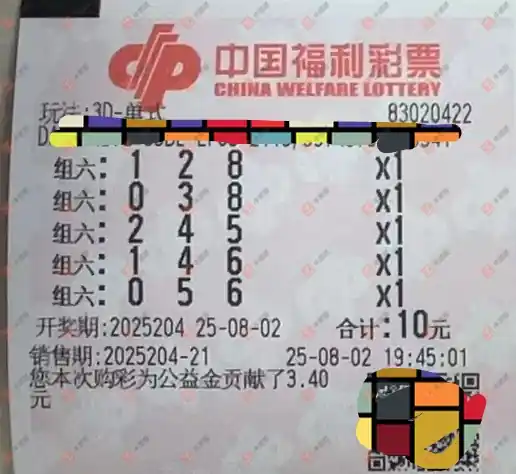 中国福利彩票
CHINA WELFARE LOTTERY
玩法:3D-单式 83020422
组六: 1 2 8 x1
组六: 0 3 8 x1
组六: 2 4 5 x1
组六: 1 4 6 x1
组六: 0 5 6 x1
开奖期:2025204 25-08-02 合计:10元
销售期:2025204-21 25-08-02 19:45:01
您本次购彩为公益金贡献了3.40
元